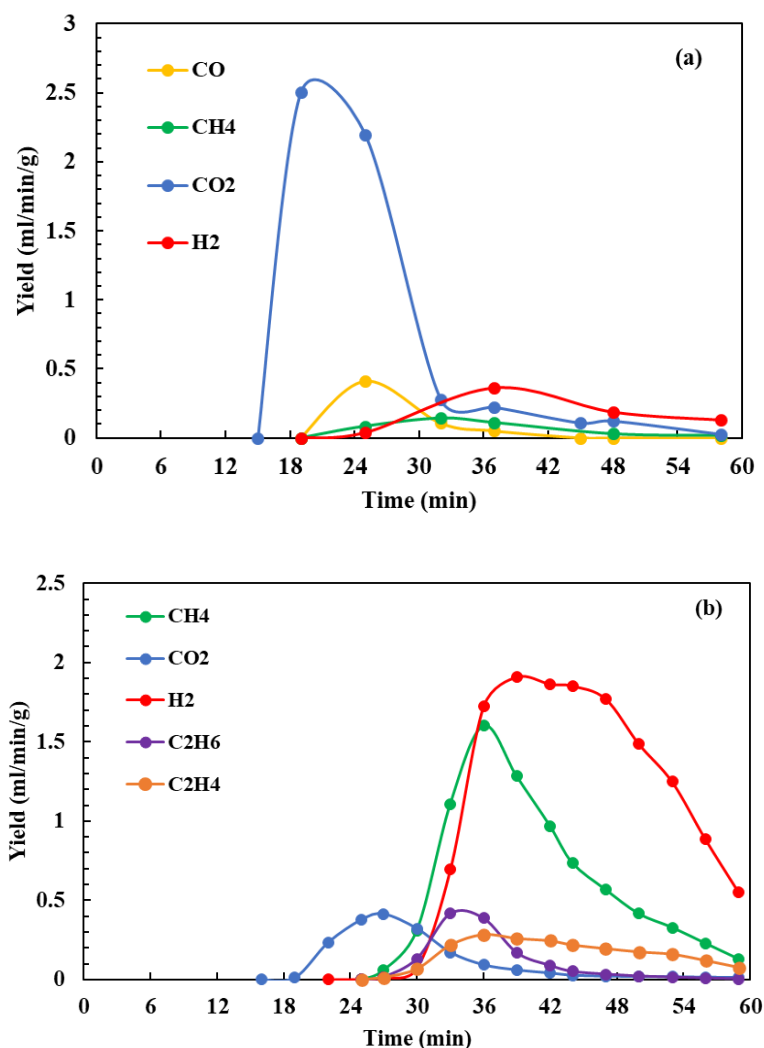 (a)
CO
CH4
CO2
H2
Yield (ml/min/g)
3
2.5
2
1.5
1
0.5
0
0 6 12 18 24 30 36 42 48 54 60
Time (min)
(b)
CH4
CO2
H2
C2H6
C2H4
Yield (ml/min/g)
2.5
2
1.5
1
0.5
0
0 6 12 18 24 30 36 42 48 54 60
Time (min)